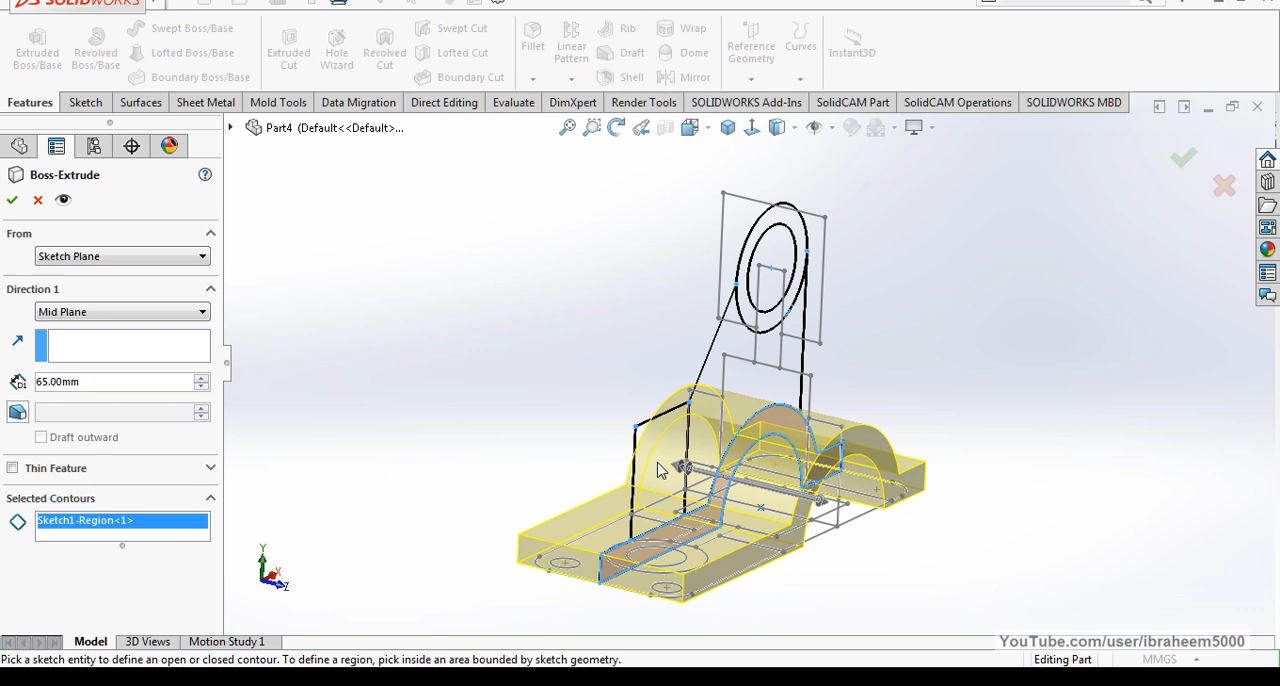 SOLIDWORKS
Extruded Boss/Base
Revolved Boss/Base
Swept Boss/Base
Lofted Boss/Base
Boundary Boss/Base
Extruded Cut
Hole Wizard
Revolved Cut
Swept Cut
Lofted Cut
Boundary Cut
Fillet
Linear Pattern
Rib
Draft
Shell
Wrap
Dome
Mirror
Reference Geometry
Curves
Instant3D
Features
Sketch
Surfaces
Sheet Metal
Mold Tools
Data Migration
Direct Editing
Evaluate
DimXpert
Render Tools
SOLIDWORKS Add-Ins
SolidCAM Part
SolidCAM Operations
SOLIDWORKS MBD
Part4 (Default<<Default>...
Boss-Extrude
From
Sketch Plane
Direction 1
Mid Plane
D1
65.00mm
Draft outward
Thin Feature
Selected Contours
Sketch1-Region<1>
Y
X
Z
Model
3D Views
Motion Study 1
YouTube.com/user/ibraheem5000
Pick a sketch entity to define an open or closed contour. To define a region, pick inside an area bounded by sketch geometry.
Editing Part
MMGS